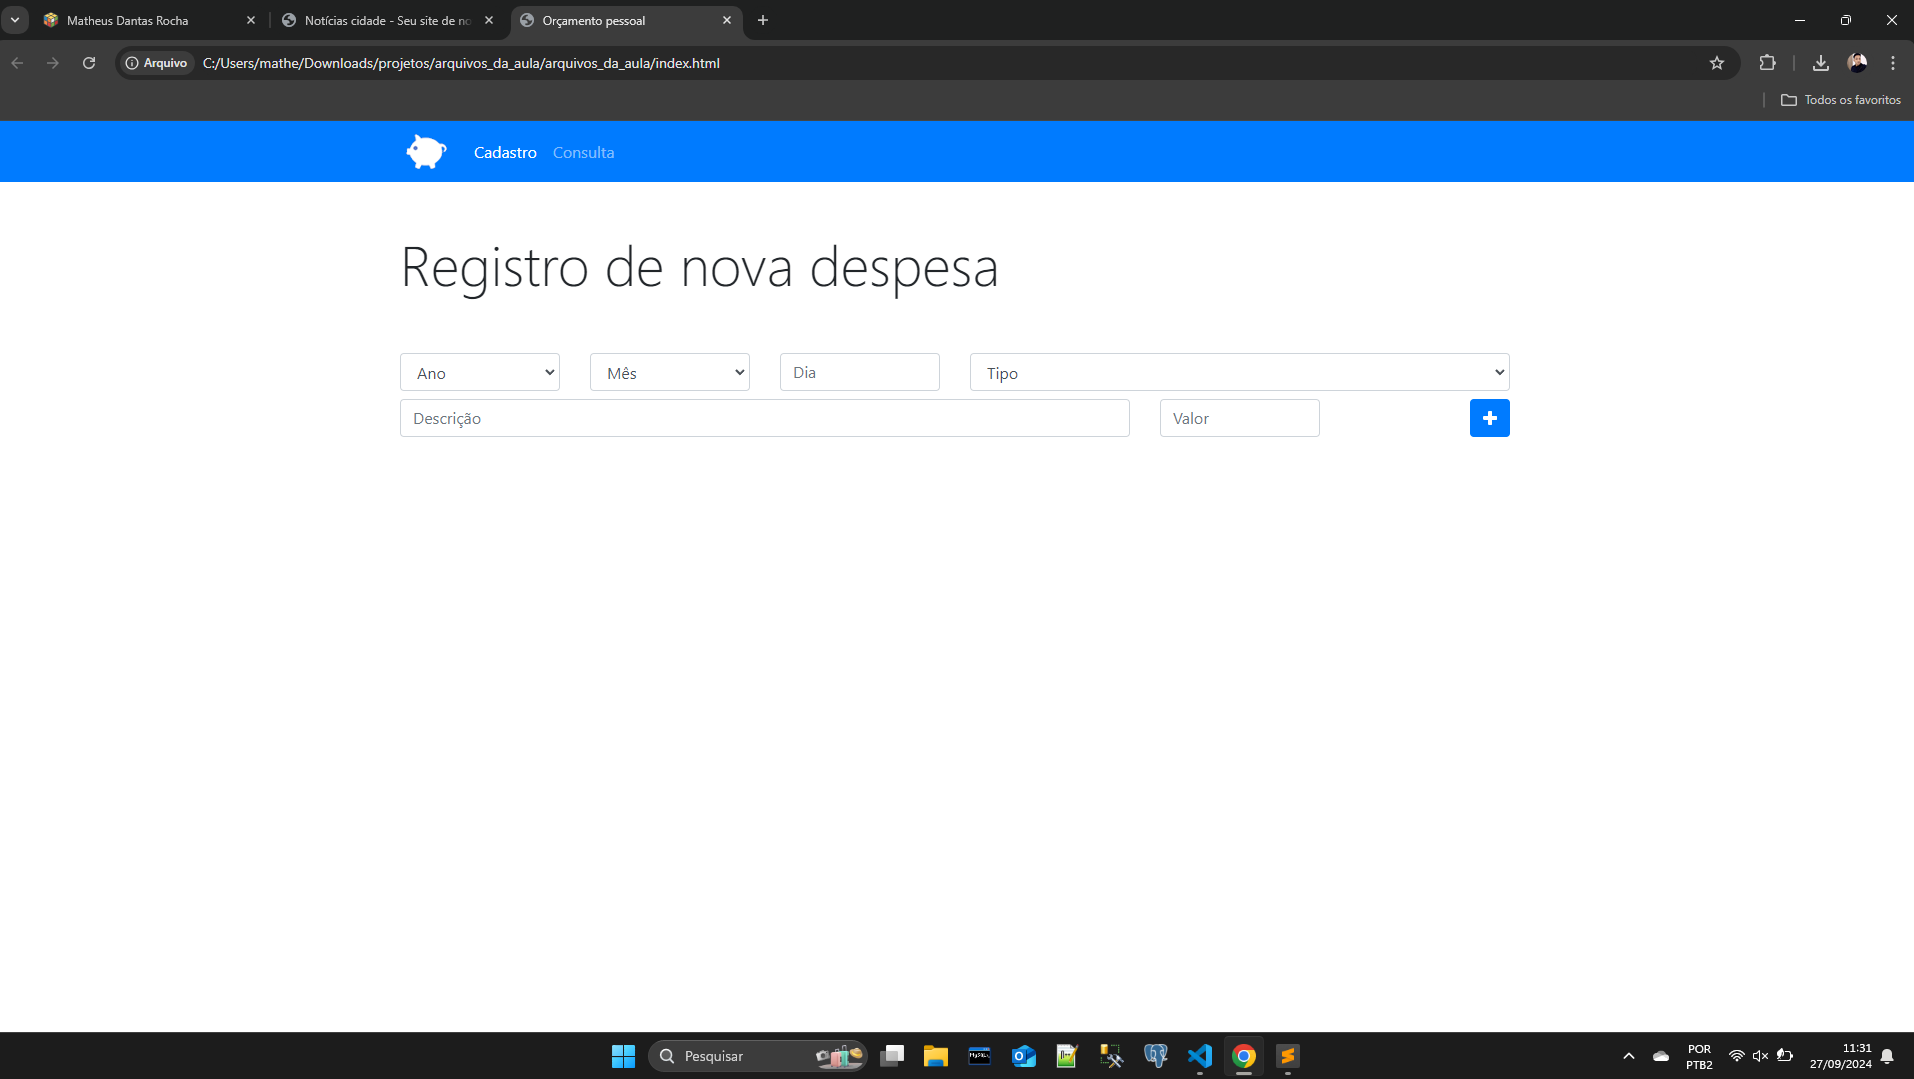 Matheus Dantas Rocha
Notícias cidade - Seu site de no
Orçamento pessoal
Arquivo
C:/Users/mathe/Downloads/projetos/arquivos_da_aula/arquivos_da_aula/index.html
Todos os favoritos
Cadastro
Consulta
Registro de nova despesa
Ano
Mês
Dia
Tipo
Descrição
Valor
Pesquisar
POR
PTB2
11:31
27/09/2024